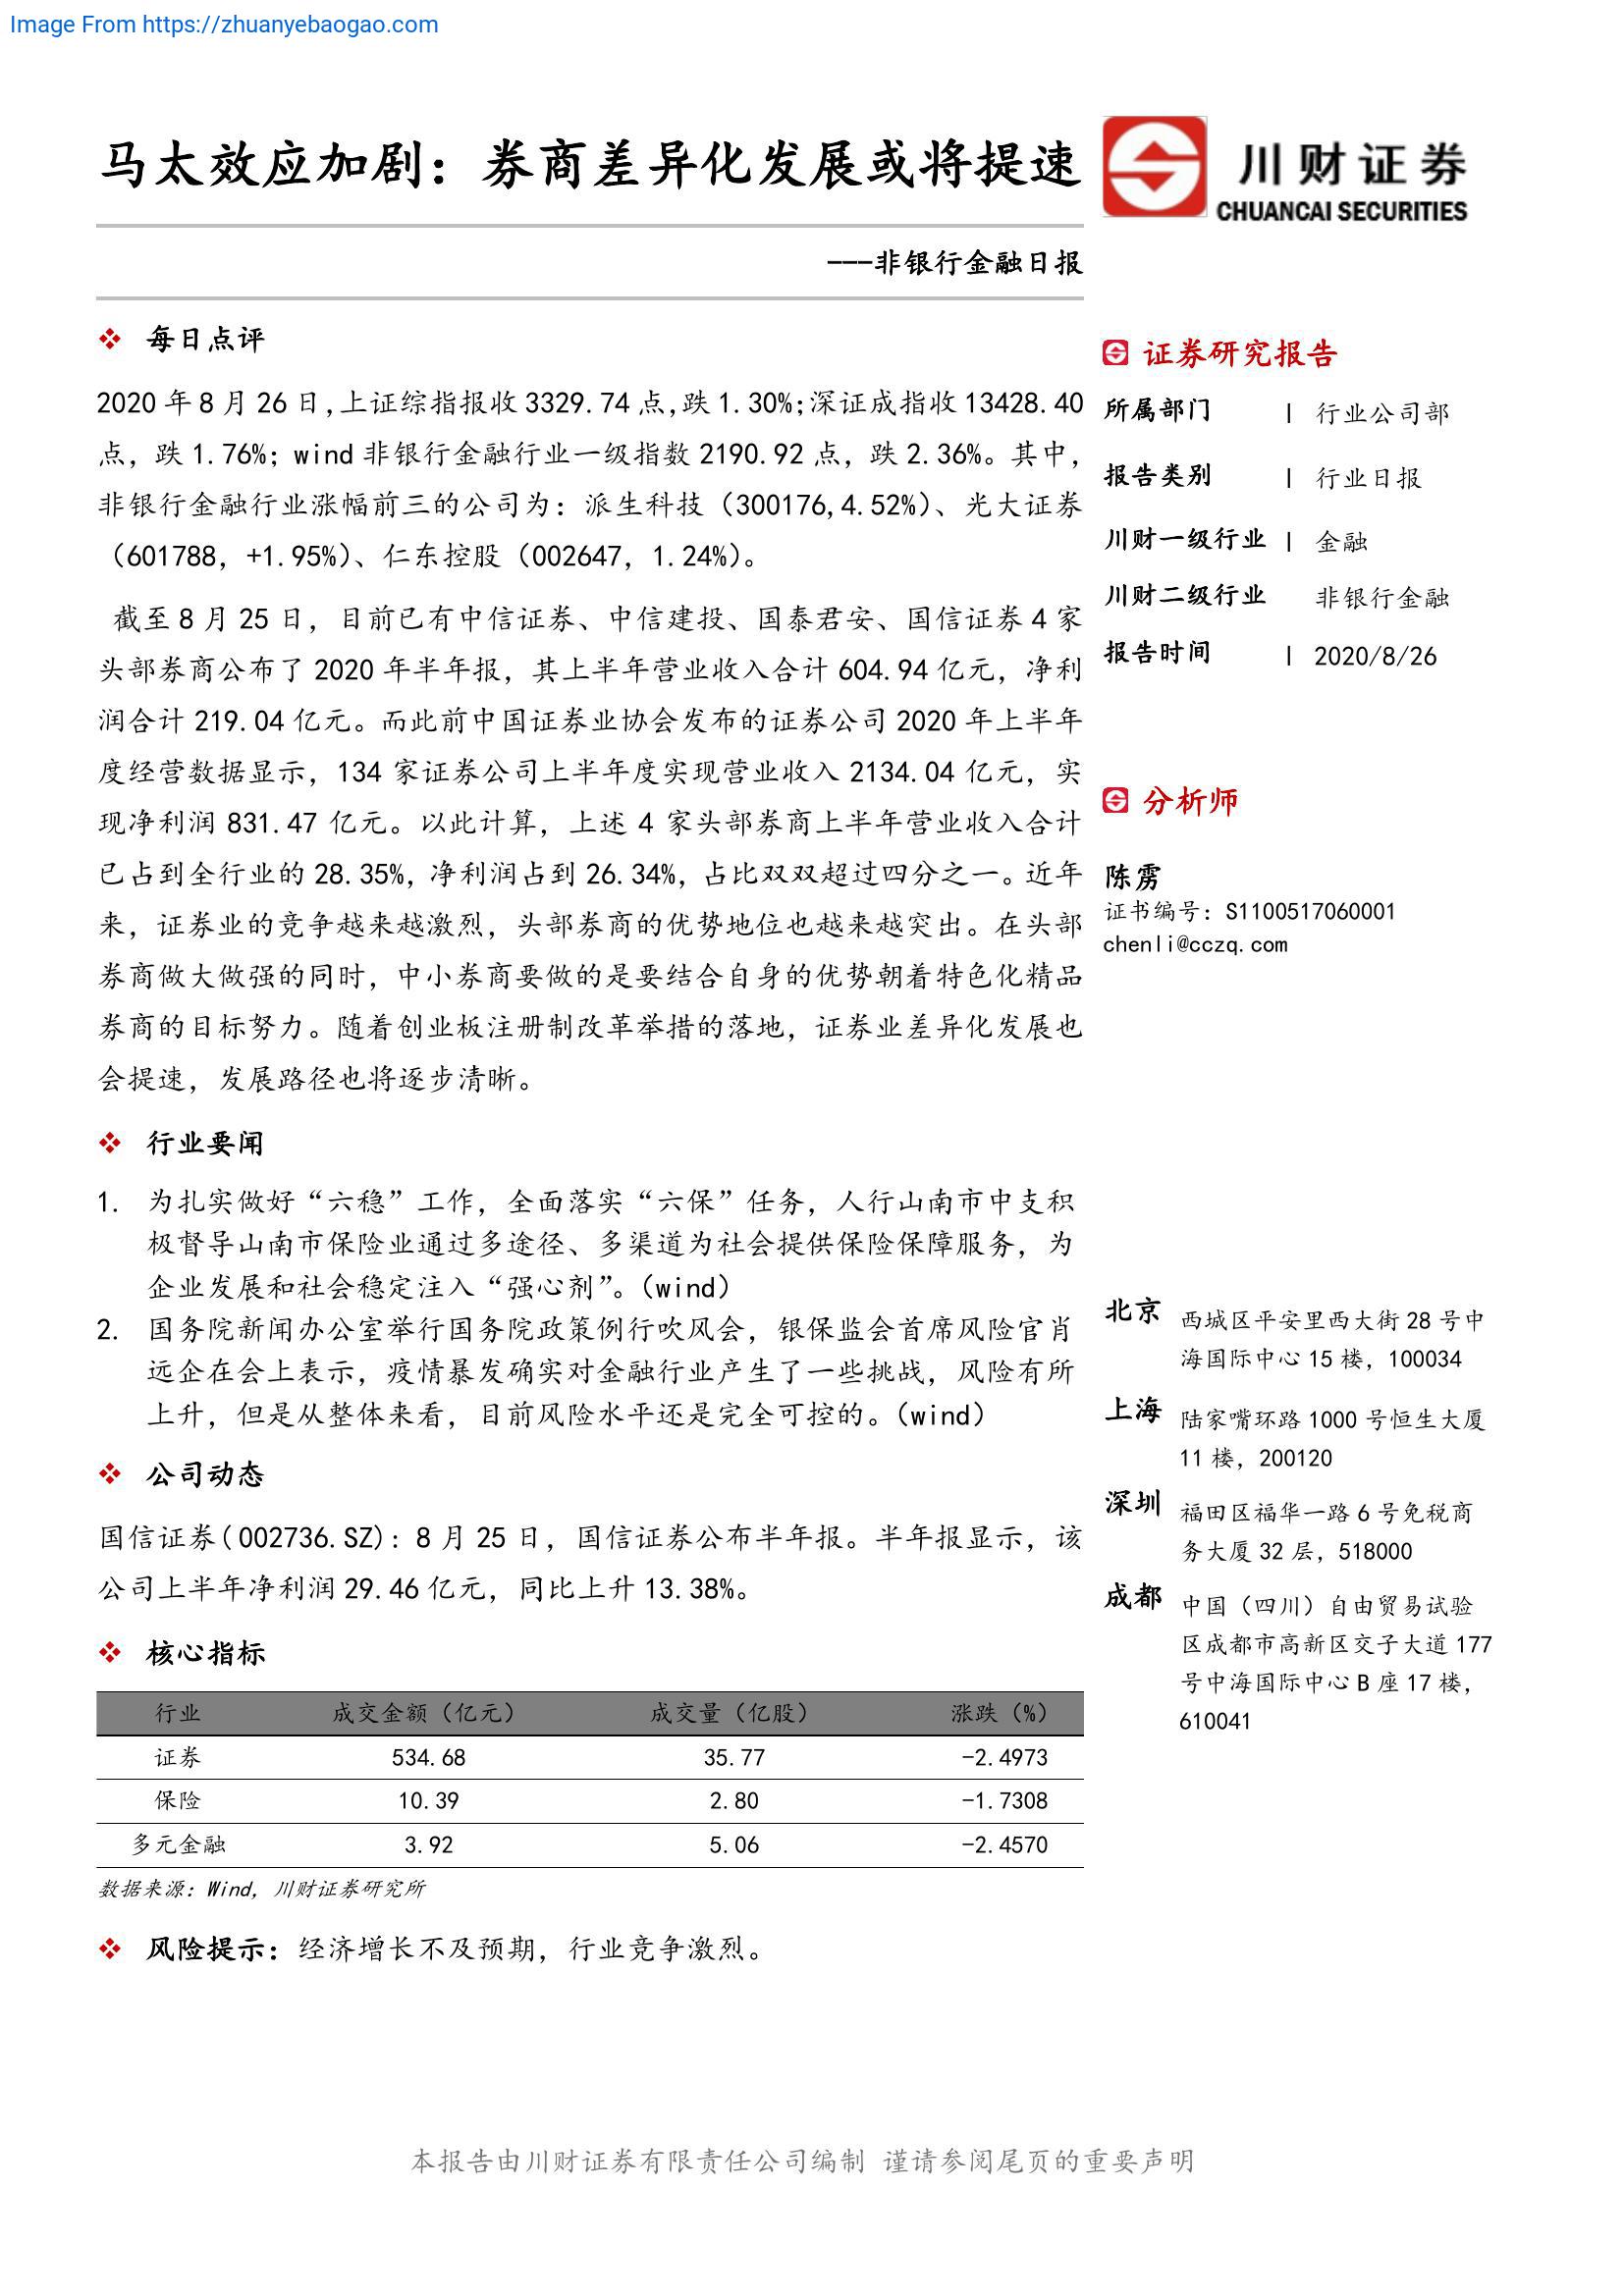 Image From https://zhuanyebaogao.com
马太效应加剧：券商差异化发展或将提速
川财证券
CHUANCAI SECURITIES
---非银行金融日报
每日点评
2020年8月26日,上证综指报收3329.74点,跌1.30%;深证成指收13428.40
点，跌1.76%；wind非银行金融行业一级指数2190.92点，跌2.36%。其中，
非银行金融行业涨幅前三的公司为：派生科技（300176,4.52%）、光大证券
（601788，+1.95%）、仁东控股（002647，1.24%）。
截至8月25日，目前已有中信证券、中信建投、国泰君安、国信证券4家
头部券商公布了2020年半年报，其上半年营业收入合计604.94亿元，净利
润合计219.04亿元。而此前中国证券业协会发布的证券公司2020年上半年
度经营数据显示，134家证券公司上半年度实现营业收入2134.04亿元，实
现净利润831.47亿元。以此计算，上述4家头部券商上半年营业收入合计
已占到全行业的28.35%，净利润占到26.34%，占比双双超过四分之一。近年
来，证券业的竞争越来越激烈，头部券商的优势地位也越来越突出。在头部
券商做大做强的同时，中小券商要做的是要结合自身的优势朝着特色化精品
券商的目标努力。随着创业板注册制改革举措的落地，证券业差异化发展也
会提速，发展路径也将逐步清晰。
行业要闻
1. 为扎实做好“六稳”工作，全面落实“六保”任务，人行山南市中支积
极督导山南市保险业通过多途径、多渠道为社会提供保险保障服务，为
企业发展和社会稳定注入“强心剂”。（wind）
2. 国务院新闻办公室举行国务院政策例行吹风会，银保监会首席风险官肖
远企在会上表示，疫情暴发确实对金融行业产生了一些挑战，风险有所
上升，但是从整体来看，目前风险水平还是完全可控的。（wind）
公司动态
国信证券(002736.SZ)：8月25日，国信证券公布半年报。半年报显示，该
公司上半年净利润29.46亿元，同比上升13.38%。
核心指标
行业 成交金额（亿元） 成交量（亿股） 涨跌（%）
证券 534.68 35.77 -2.4973
保险 10.39 2.80 -1.7308
多元金融 3.92 5.06 -2.4570
数据来源：Wind，川财证券研究所
风险提示：经济增长不及预期，行业竞争激烈。
证券研究报告
所属部门 | 行业公司部
报告类别 | 行业日报
川财一级行业 | 金融
川财二级行业 非银行金融
报告时间 | 2020/8/26
分析师
陈雳
证书编号：S1100517060001
chenli@cczq.com
北京 西城区平安里西大街28号中
海国际中心15楼，100034
上海 陆家嘴环路1000号恒生大厦
11楼，200120
深圳 福田区福华一路6号免税商
务大厦32层，518000
成都 中国（四川）自由贸易试验
区成都市高新区交子大道177
号中海国际中心B座17楼，
610041
本报告由川财证券有限责任公司编制 谨请参阅尾页的重要声明